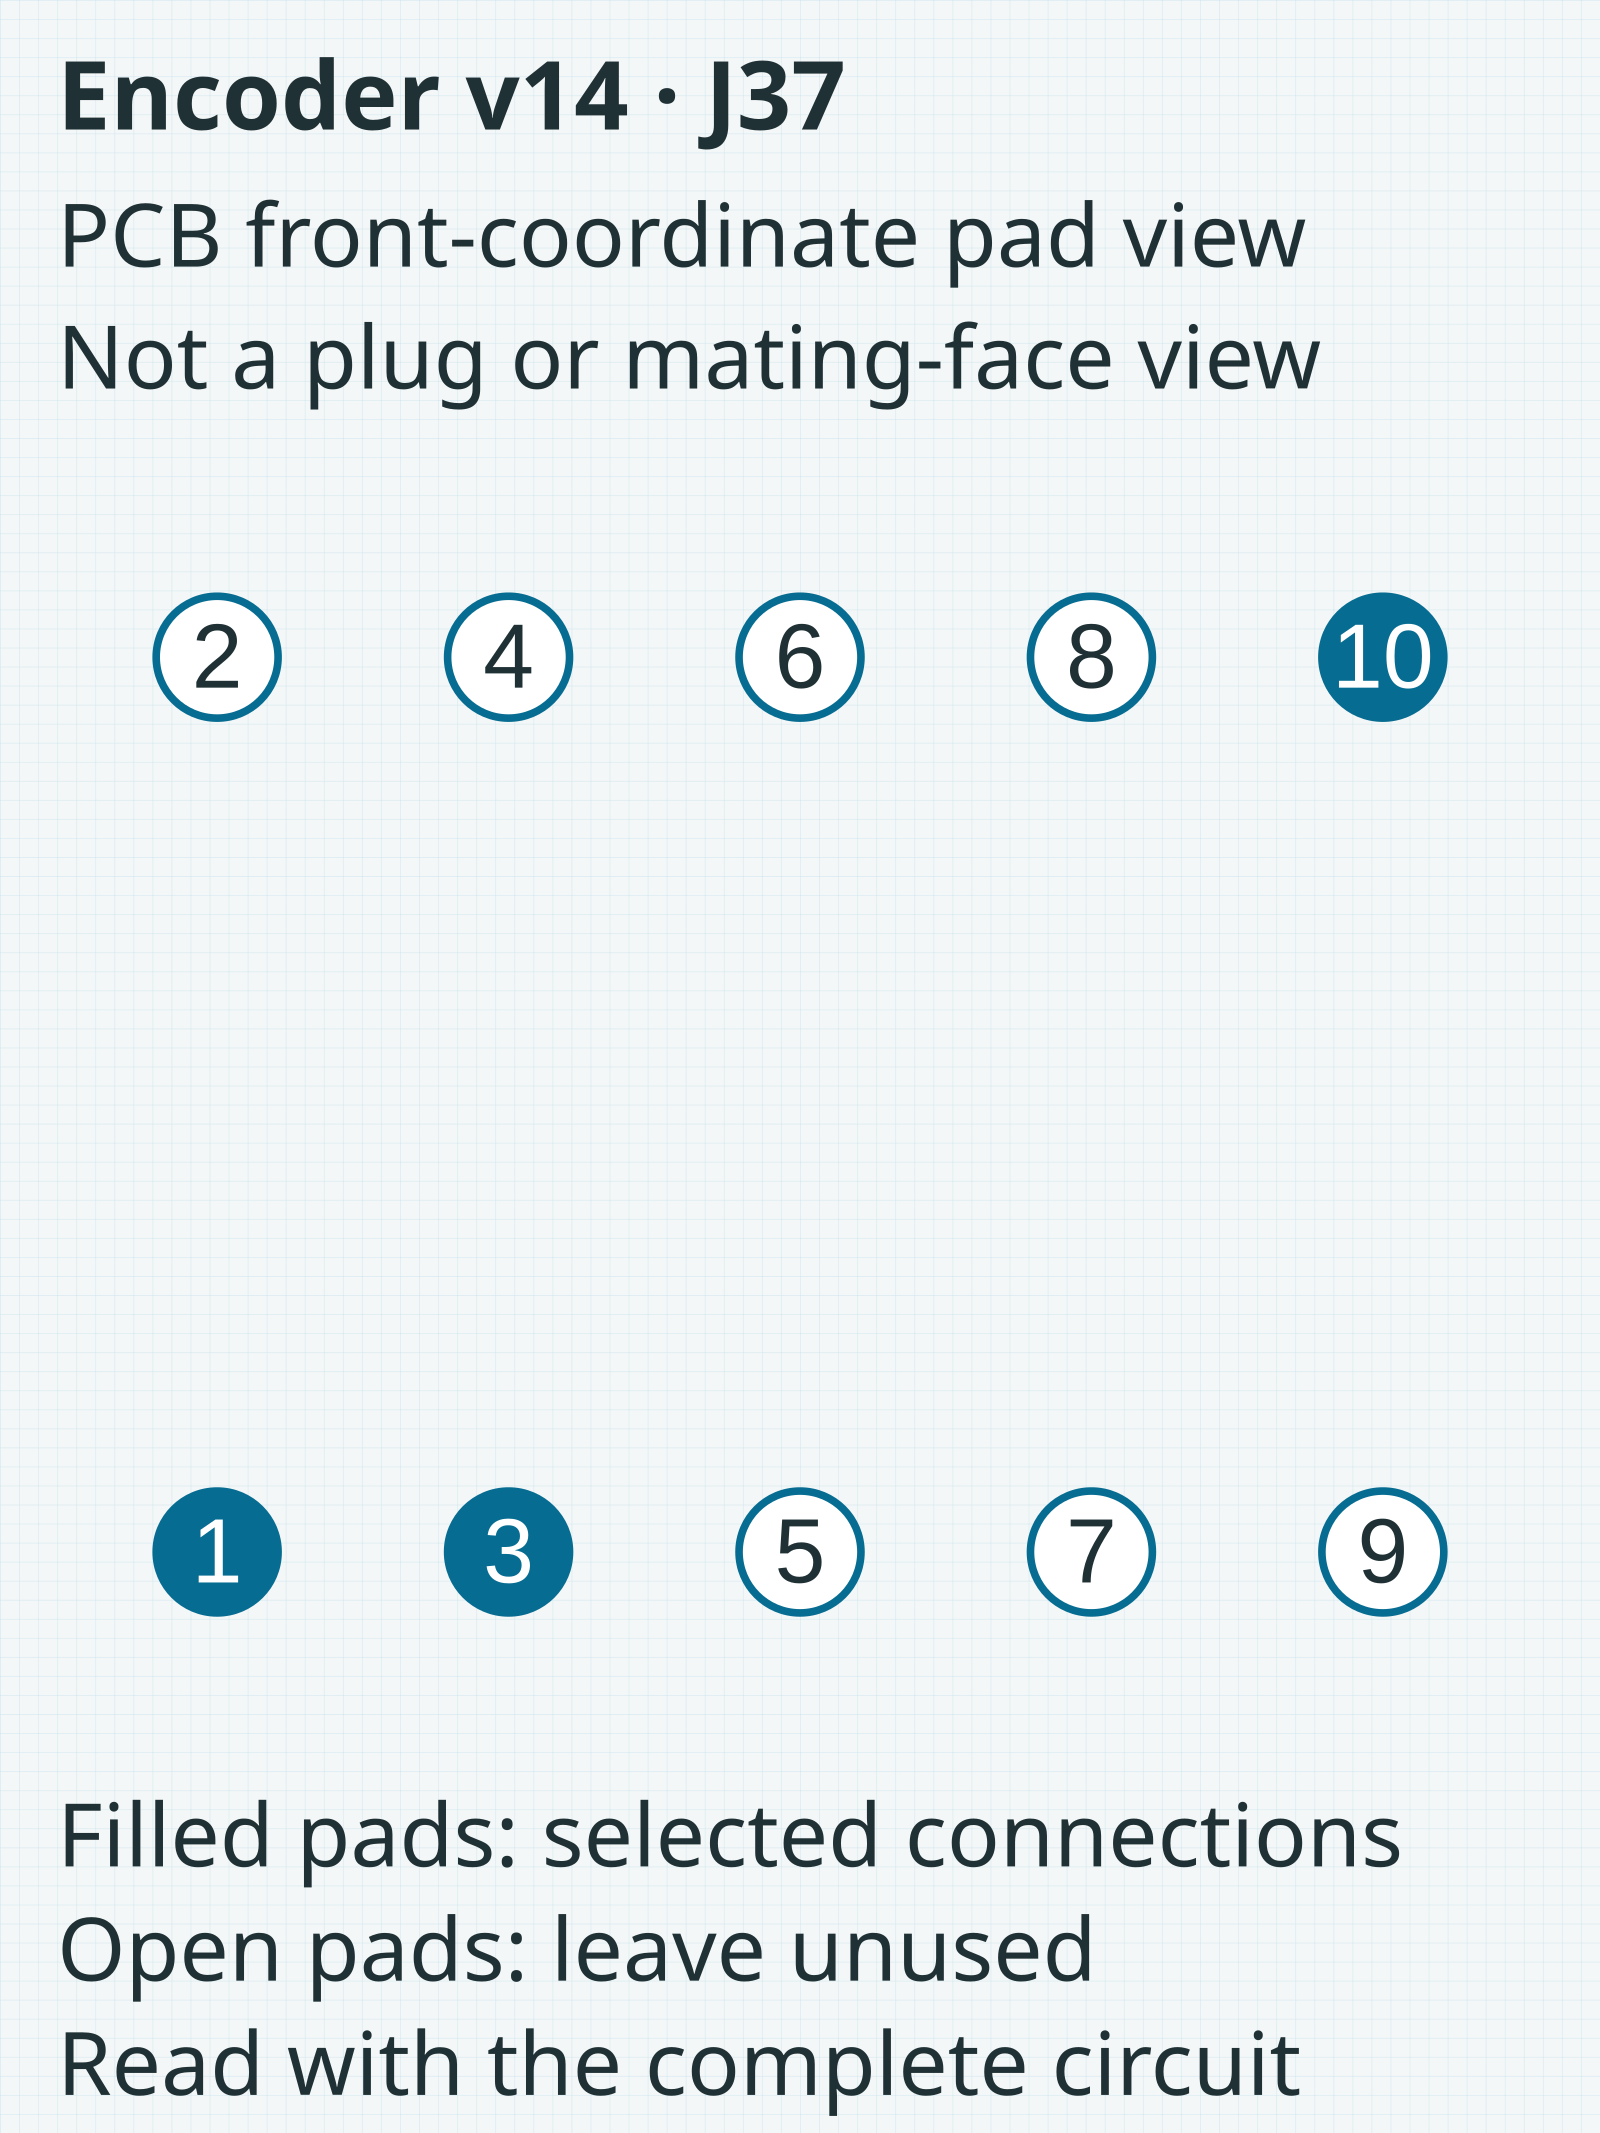 Encoder v14 · J37
PCB front-coordinate pad view
Not a plug or mating-face view
2 4 6 8 10
1 3 5 7 9
Filled pads: selected connections
Open pads: leave unused
Read with the complete circuit